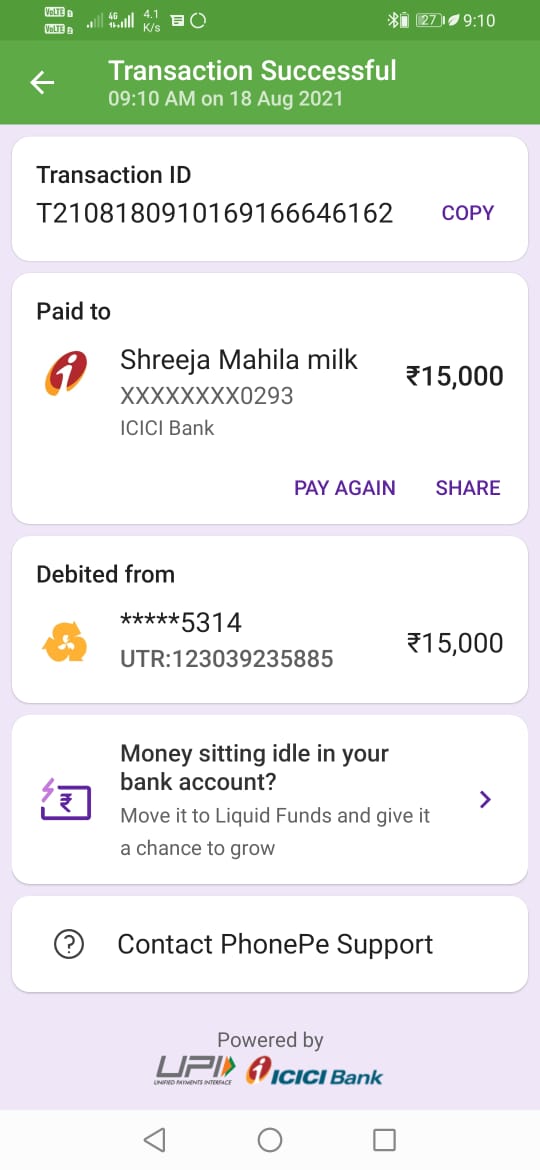 VoLTE 1
VoLTE 2
4G
4.1
K/s
27
9:10
Transaction Successful
09:10 AM on 18 Aug 2021
Transaction ID
T2108180910169166646162
COPY
Paid to
Shreeja Mahila milk
₹15,000
XXXXXXXX0293
ICICI Bank
PAY AGAIN
SHARE
Debited from
*****5314
₹15,000
UTR:123039235885
Money sitting idle in your
bank account?
Move it to Liquid Funds and give it
a chance to grow
Contact PhonePe Support
Powered by
UPI
UNIFIED PAYMENTS INTERFACE
ICICI Bank